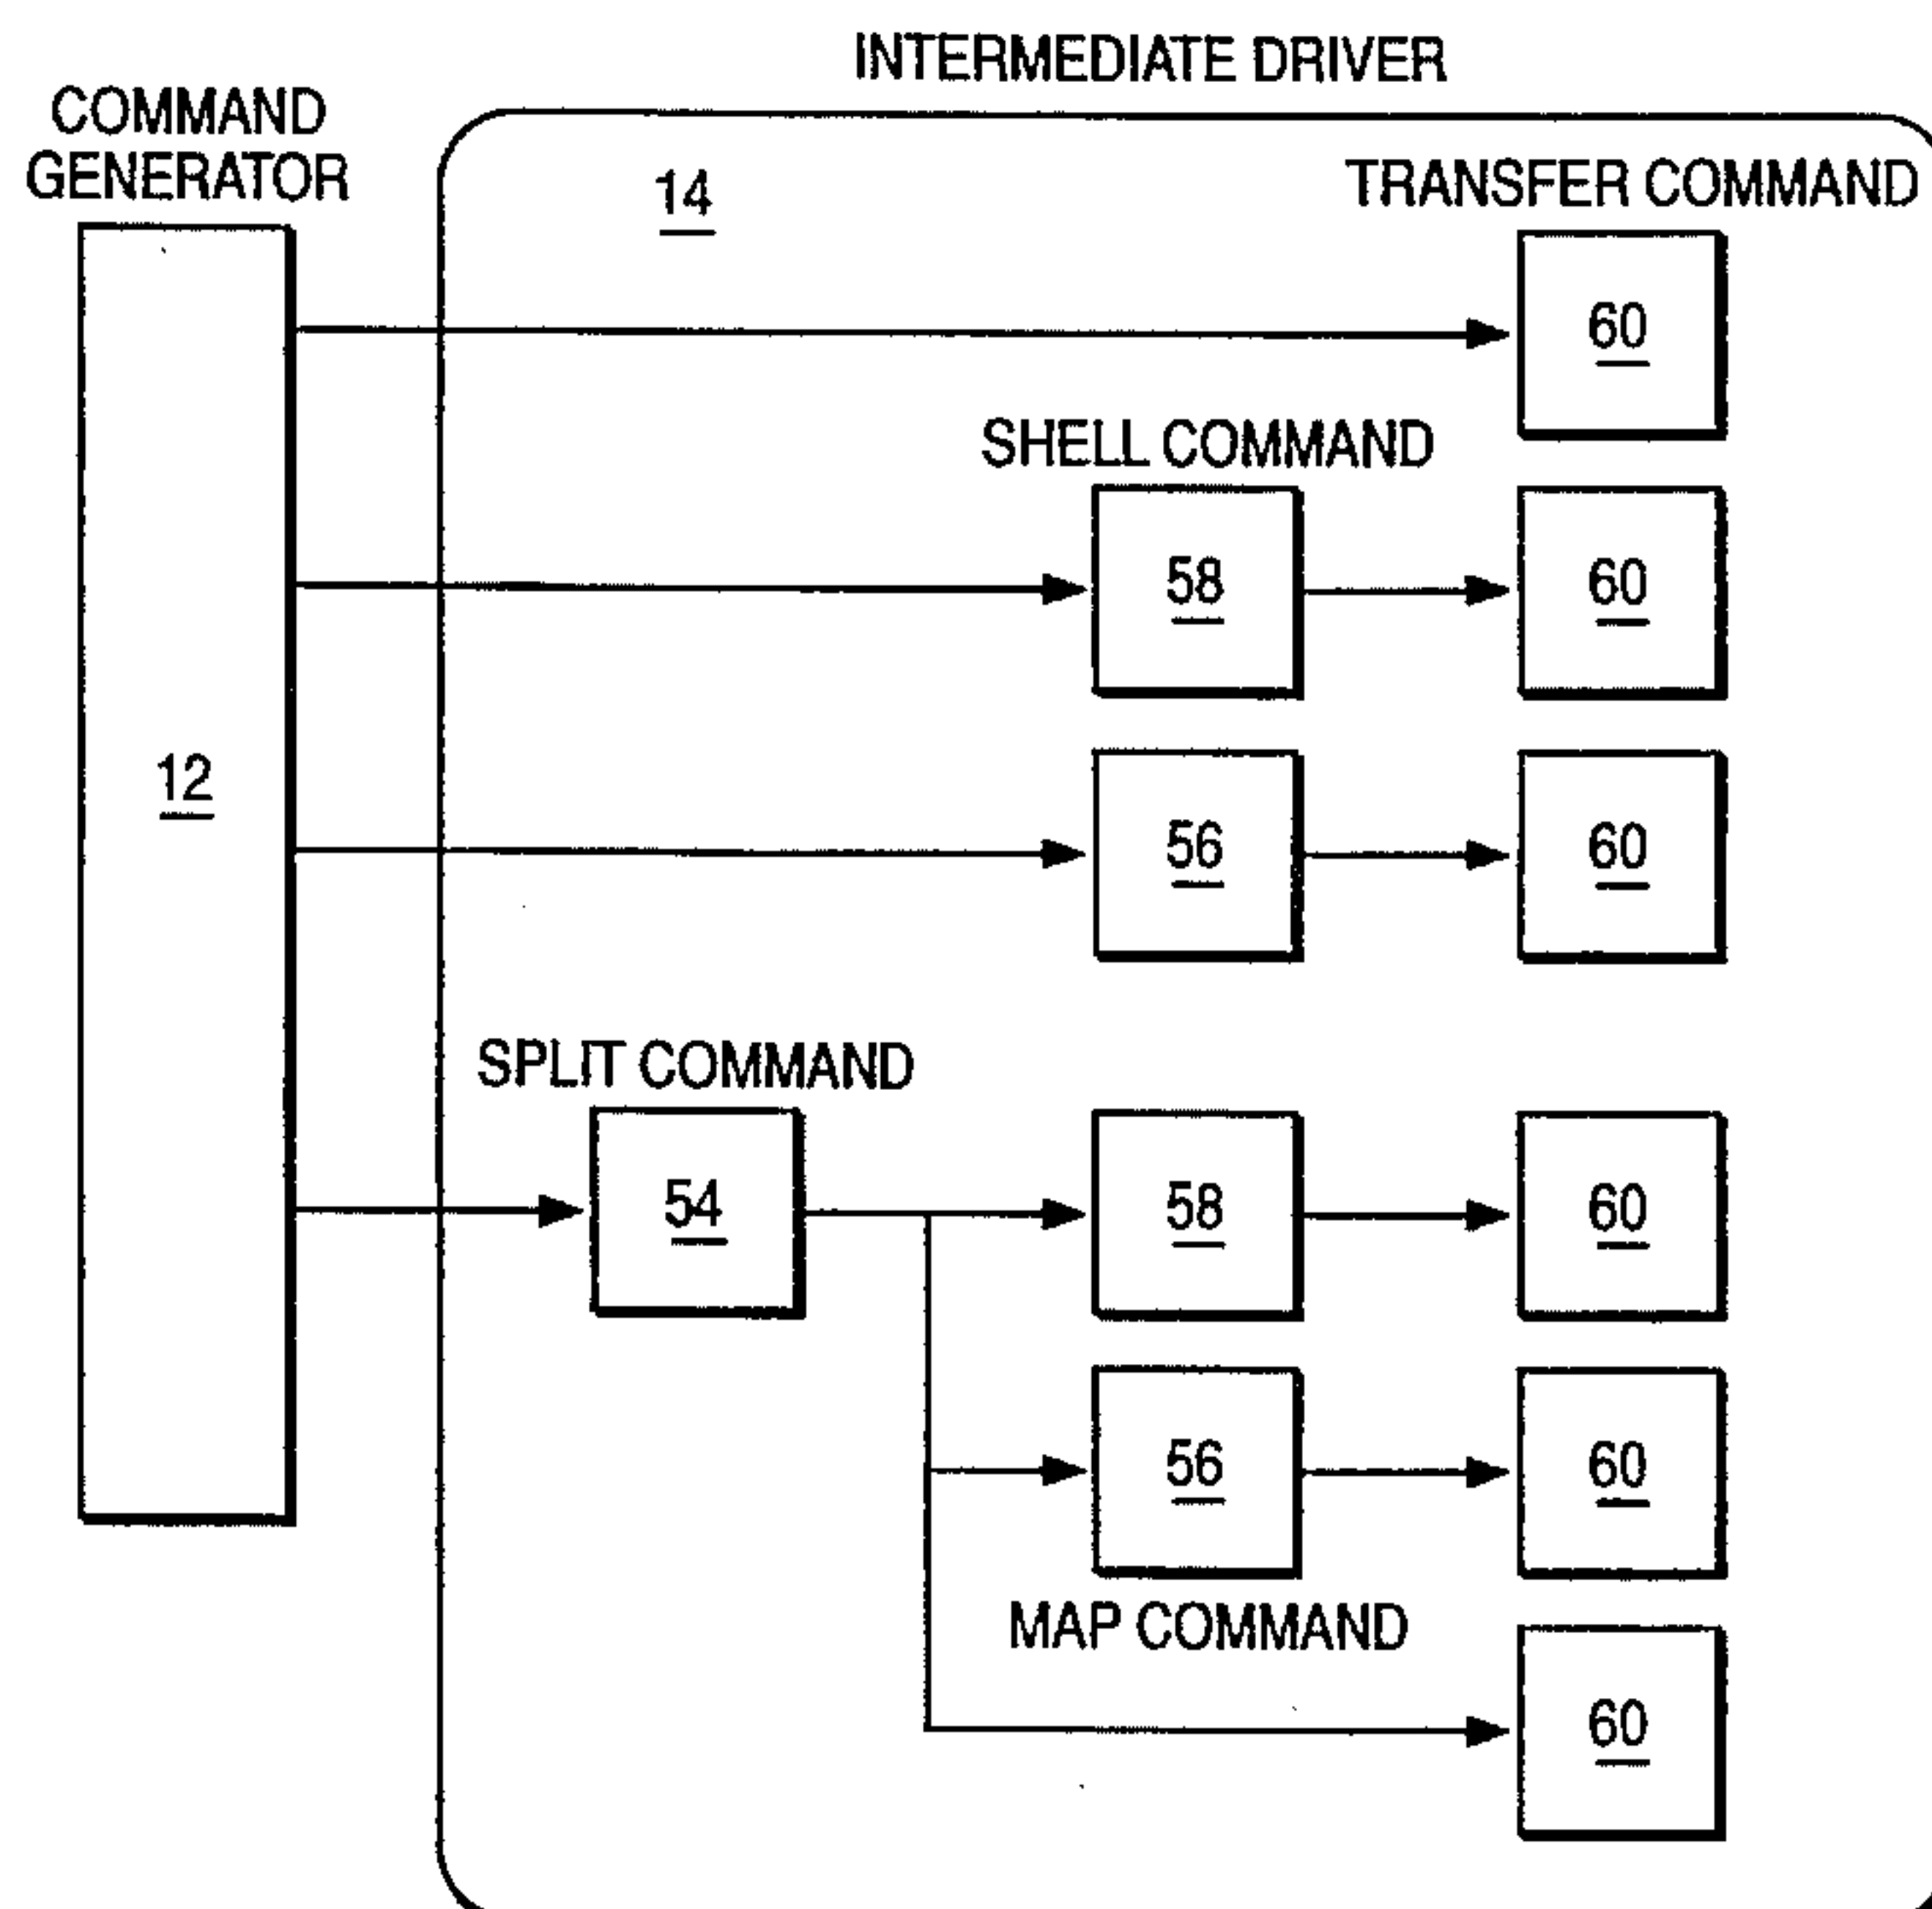 INTERMEDIATE DRIVER
COMMAND
GENERATOR
14
TRANSFER COMMAND
60
SHELL COMMAND
58
60
12
56
60
SPLIT COMMAND
54
58
60
56
60
MAP COMMAND
60